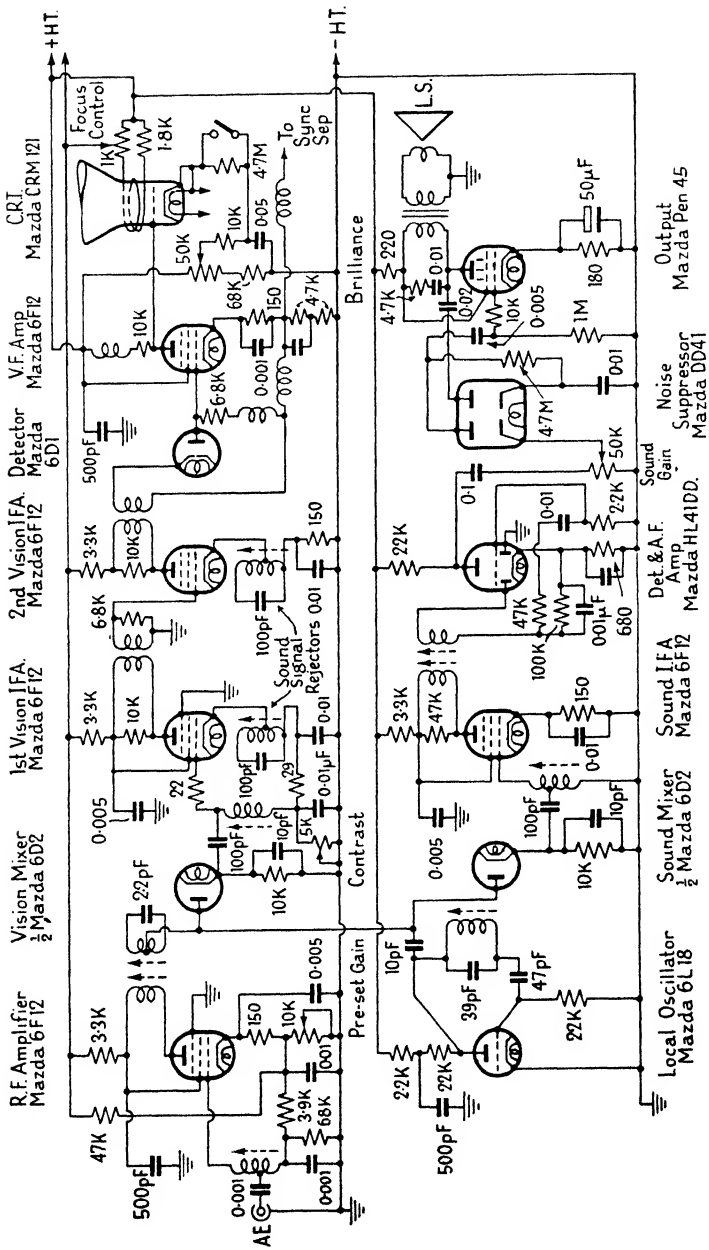 R.F. Amplifier
Mazda 6F12
Vision Mixer
½ Mazda 6D2
1st Vision I.F.A.
Mazda 6F12
2nd Vision I.F.A.
Mazda 6F12
Detector
Mazda
6D1
V.F. Amp
Mazda 6F12
C.R.T.
Mazda CRM 121
+HT.
47K
3·3K
2·2pF
0·005
3·3K
10K
6·8K
3·3K
10K
500pF
10K
Focus
Control
1K
1·8K
500pF
22
100pF
100pF
Sound
Signal
Rejectors
100pF
6·8K
50K
10K
4·7M
To
Sync
Sep
AE
0·001
0·001
3·9K
68K
0·01
150
10K
0·005
10K
10pF
5K
29
0·01µF
0·01
0·01
150
0·001
150
4·7K
68K
0·05
-HT.
Pre-set Gain
Contrast
Brilliance
2·2K
22K
500pF
10pF
39pF
47pF
22K
0·005
100pF
10K
10pF
3·3K
47K
0·01
150
22K
47K
100K
0·01µF
680
0·01
2·2K
0·1
Sound
Gain
50K
4·7M
0·01
4·7K
220
0·01
0·02
10K
0·005
1M
180
50µF
L.S.
Local Oscillator
Mazda 6L18
Sound Mixer
½ Mazda 6D2
Sound I.F.A
Mazda 6F12
Det.& A.F.
Amp
Mazda HL41DD.
Noise
Suppressor
Mazda DD41
Output
Mazda Pen 45